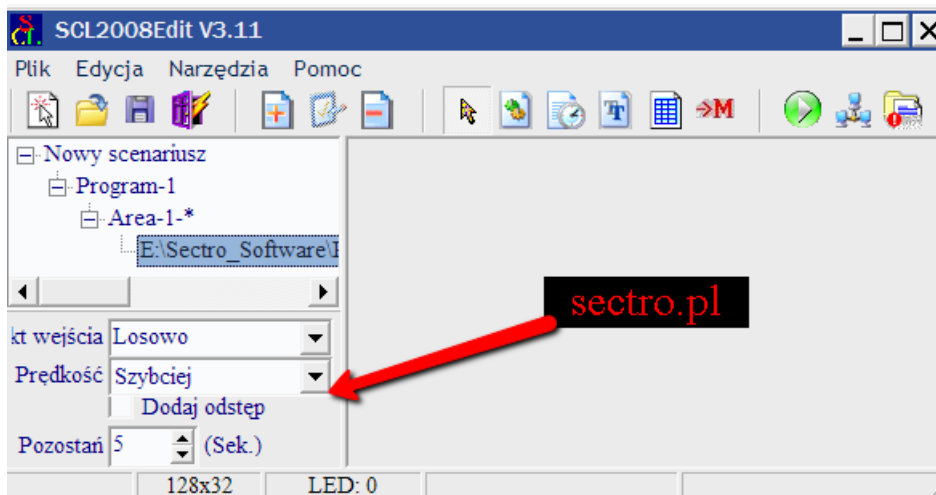 SCL2008Edit V3.11
Plik Edycja Narzędzia Pomoc
Nowy scenariusz
Program-1
Area-1-*
E:\Sectro_Software\
sectro.pl
kt wejścia Losowo
Prędkość Szybciej
Dodaj odstęp
Pozostań 5 (Sek.)
128x32 LED: 0